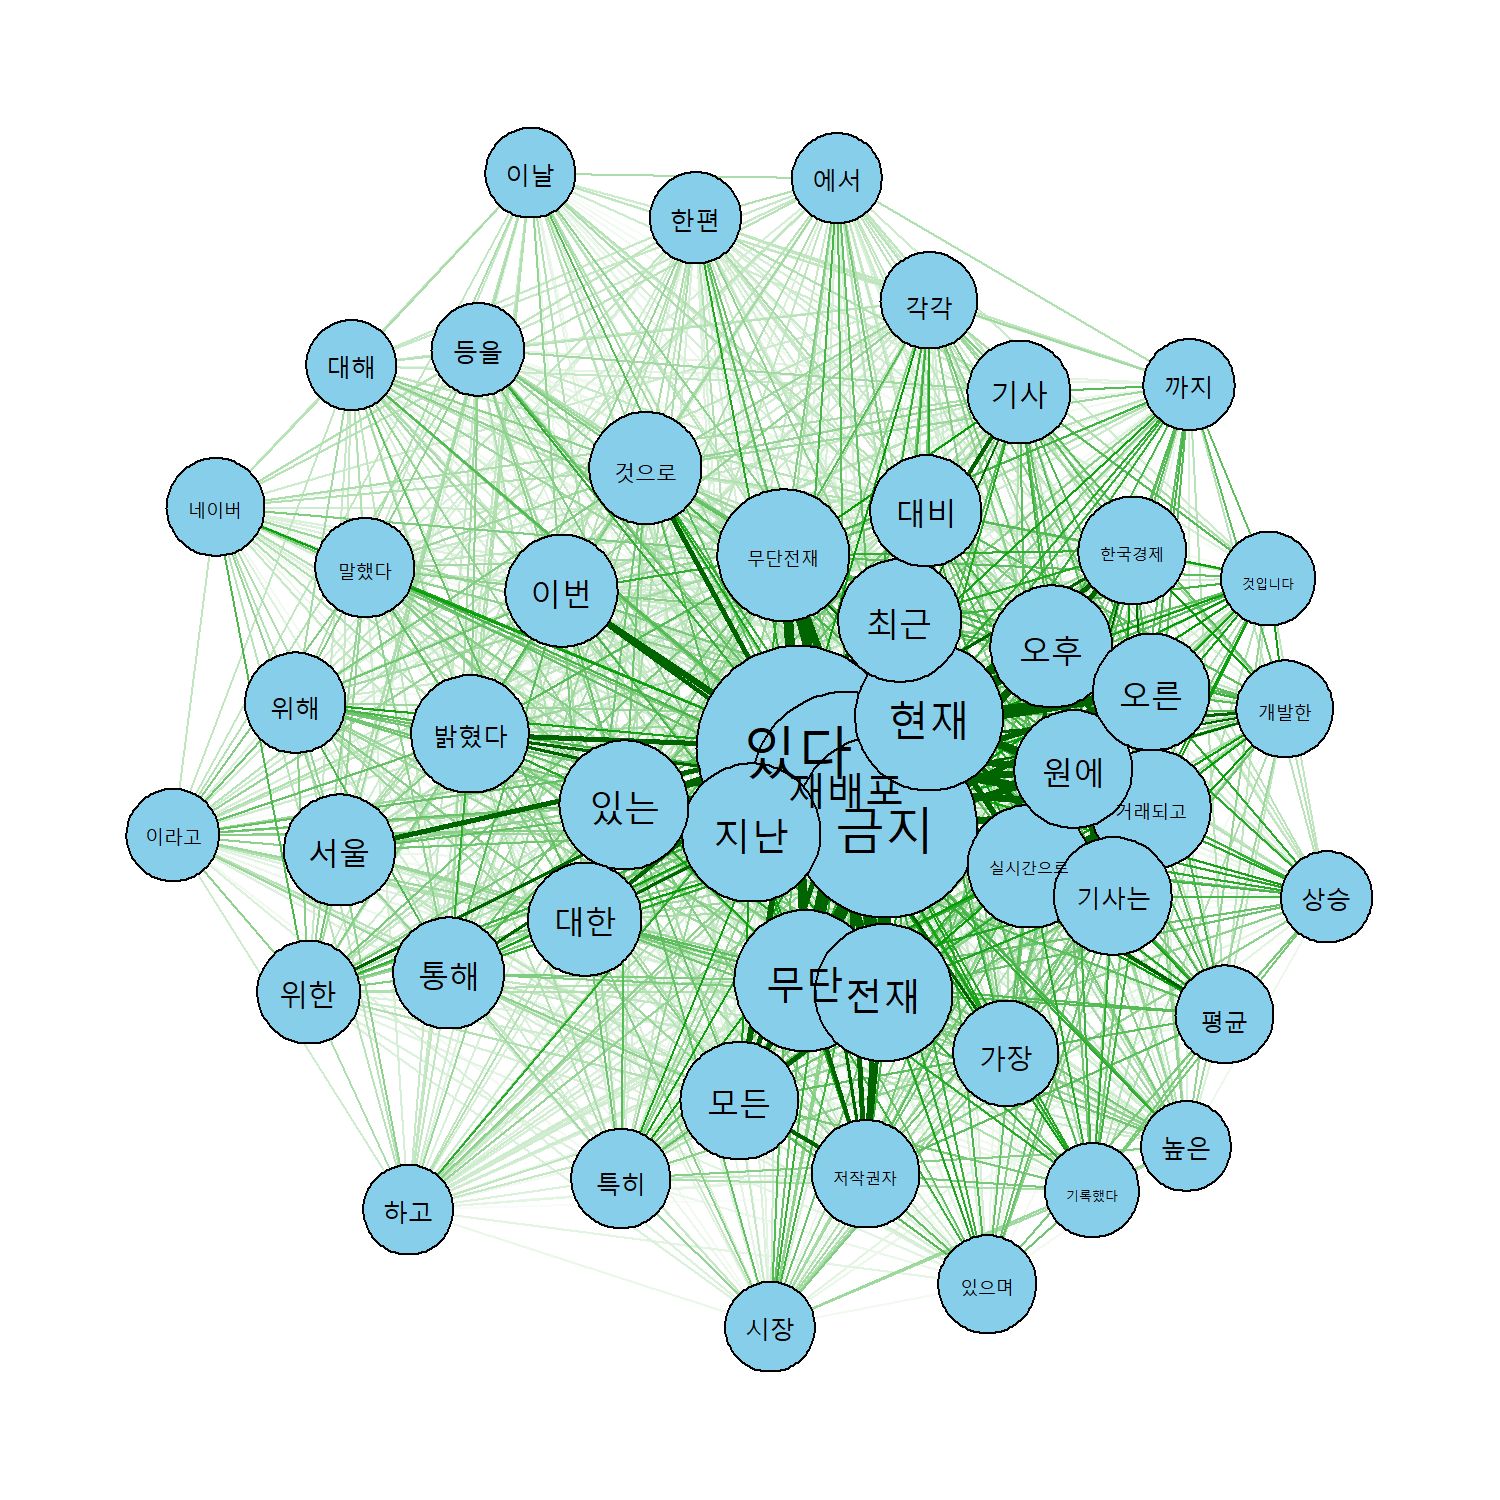 이날
에서
한편
각각
등을
대해
까지
기사
것으로
네이버
대비
무단전재
한국경제
말했다
것입니다
이번
최근
오후
오른
위해
개발한
현재
밝혔다
있다
원에
재배포
있는
거래되고
금지
지난
이라고
서울
실시간으로
기사는
상승
대한
통해
무단
위한
전재
평균
가장
모든
높은
저작권자
특히
기록했다
하고
있으며
시장